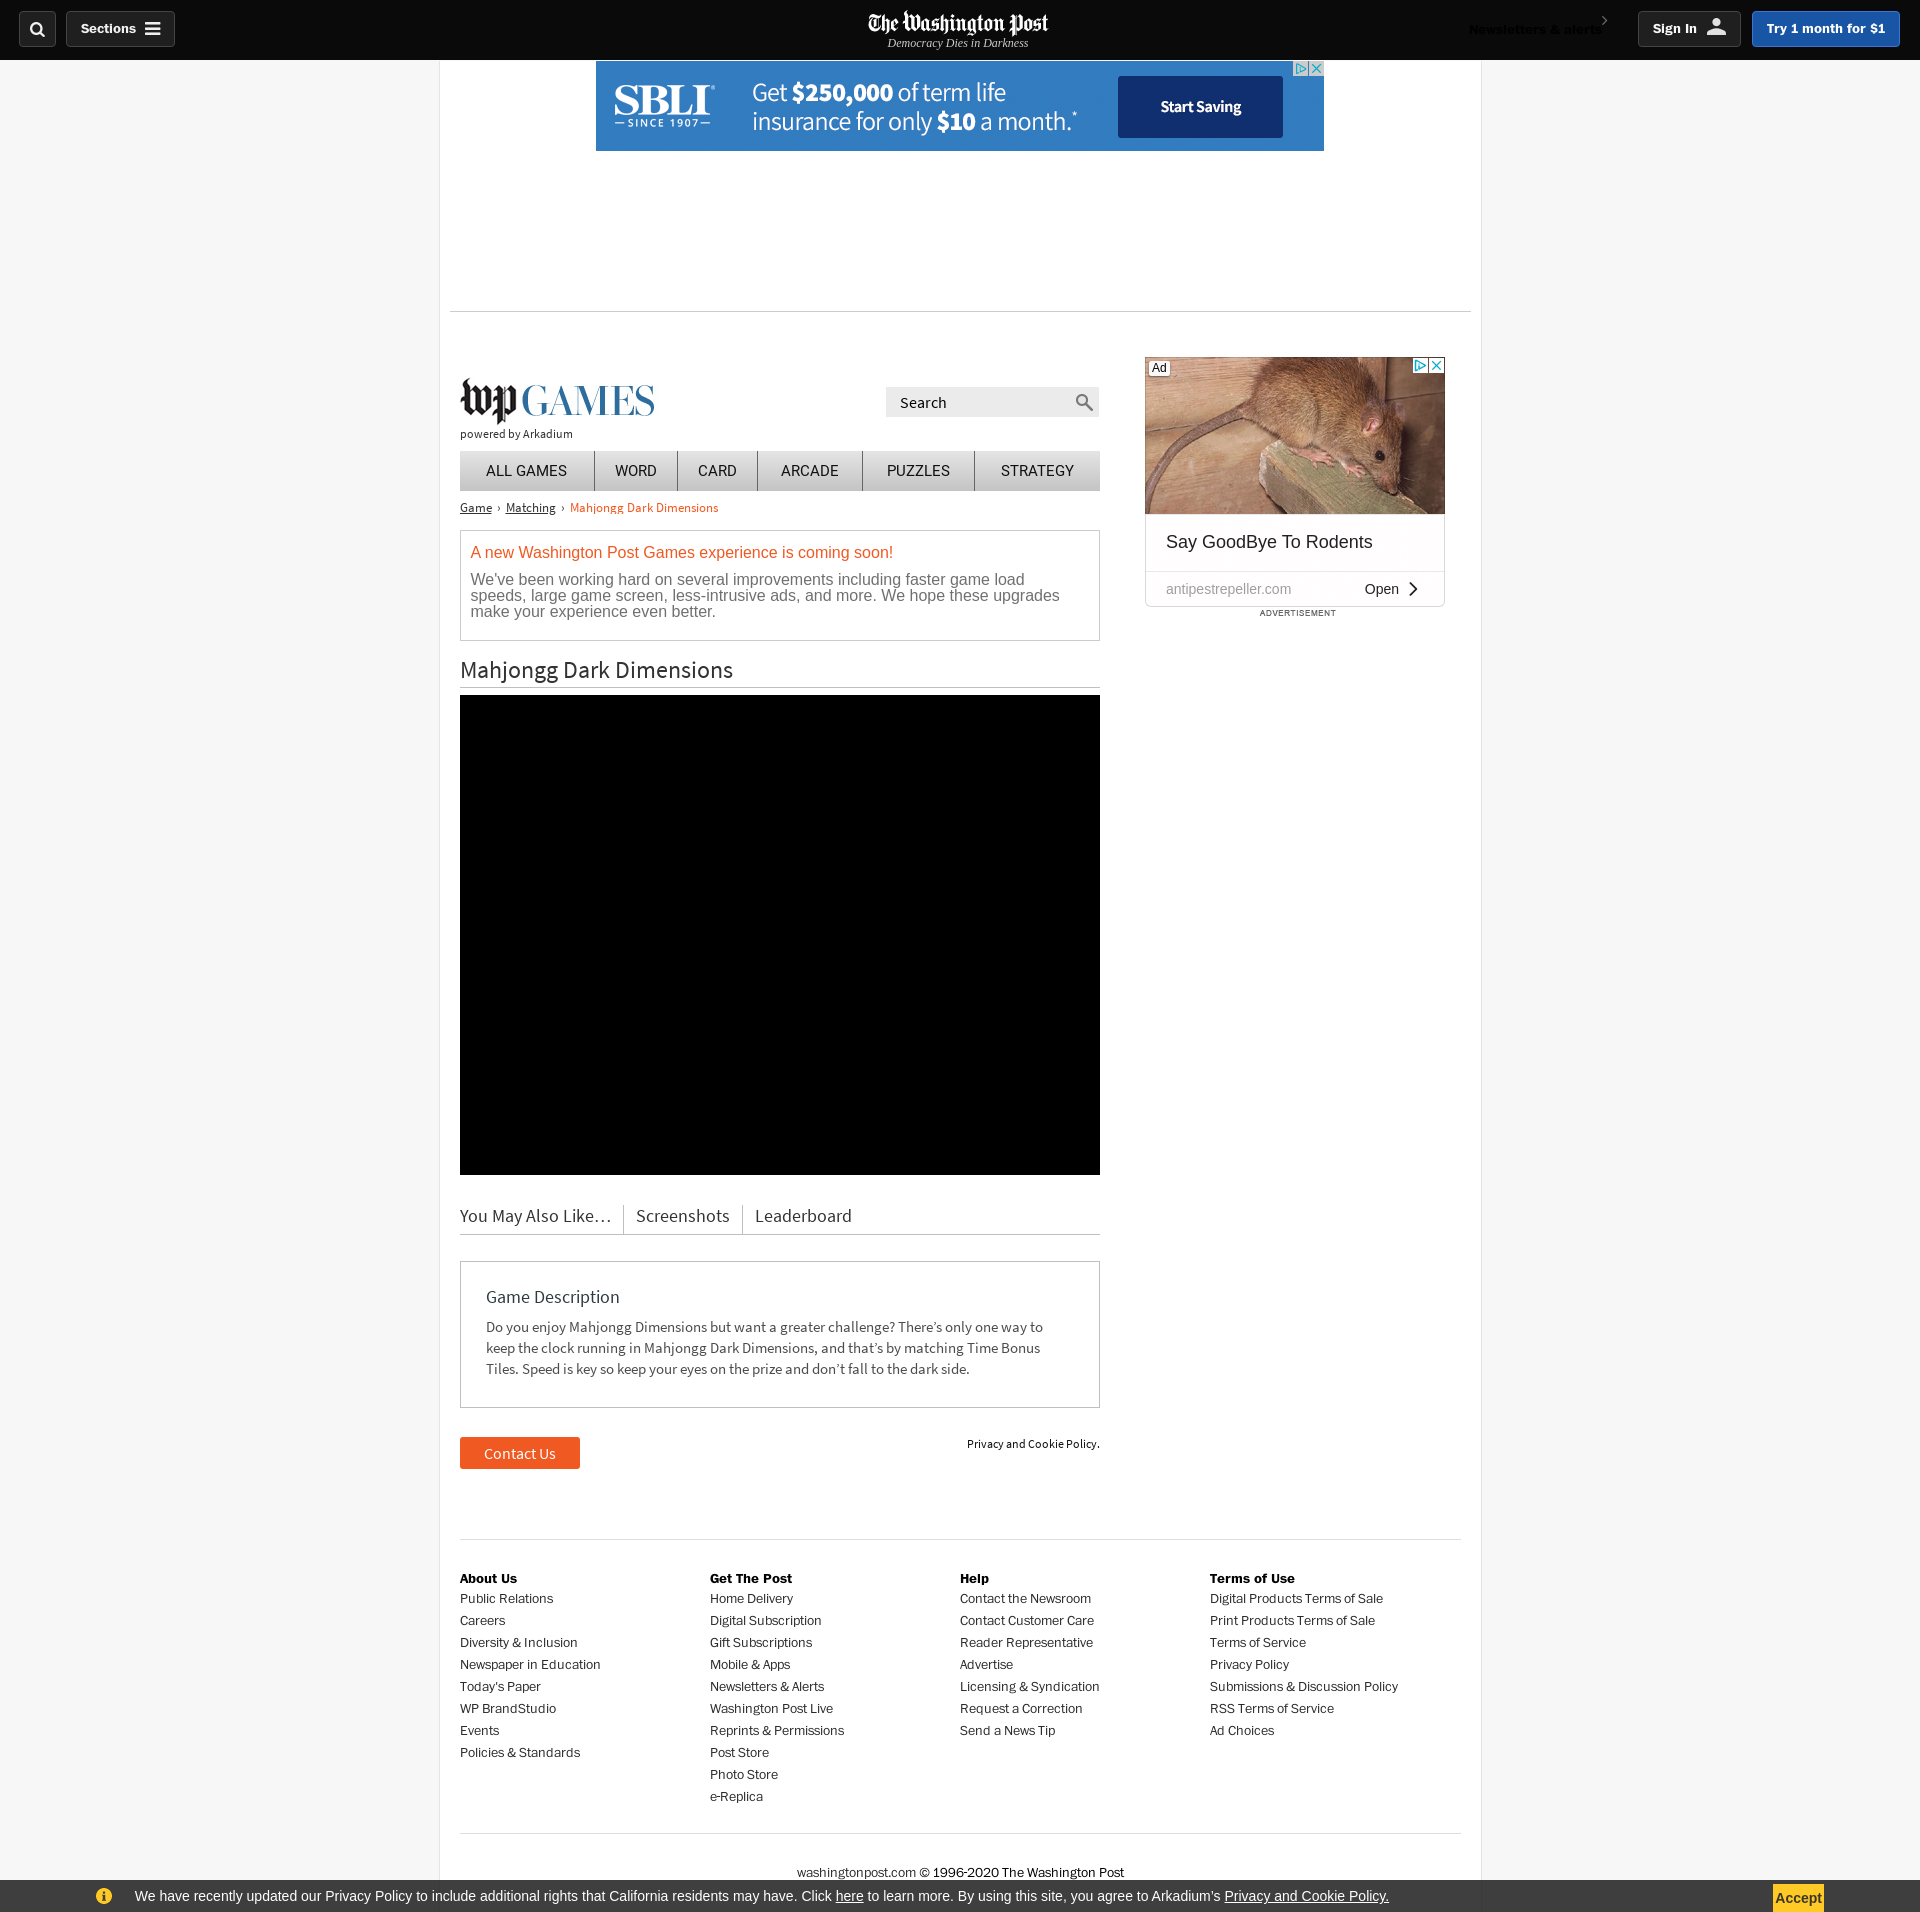 Sections
The Washington Post
Democracy Dies in Darkness
Newsletters & alerts
Sign In
Try 1 month for $1
SBLI
SINCE 1907
Get $250,000 of term life
insurance for only $10 a month.*
Start Saving
wp GAMES
powered by Arkadium
Search
ALL GAMES
WORD
CARD
ARCADE
PUZZLES
STRATEGY
Game › Matching › Mahjongg Dark Dimensions
A new Washington Post Games experience is coming soon!
We've been working hard on several improvements including faster game load
speeds, large game screen, less-intrusive ads, and more. We hope these upgrades
make your experience even better.
Ad
Say GoodBye To Rodents
antipestrepeller.com
Open
ADVERTISEMENT
Mahjongg Dark Dimensions
You May Also Like…
Screenshots
Leaderboard
Game Description
Do you enjoy Mahjongg Dimensions but want a greater challenge? There’s only one way to
keep the clock running in Mahjongg Dark Dimensions, and that’s by matching Time Bonus
Tiles. Speed is key so keep your eyes on the prize and don’t fall to the dark side.
Contact Us
Privacy and Cookie Policy.
About Us
Public Relations
Careers
Diversity & Inclusion
Newspaper in Education
Today's Paper
WP BrandStudio
Events
Policies & Standards
Get The Post
Home Delivery
Digital Subscription
Gift Subscriptions
Mobile & Apps
Newsletters & Alerts
Washington Post Live
Reprints & Permissions
Post Store
Photo Store
e-Replica
Help
Contact the Newsroom
Contact Customer Care
Reader Representative
Advertise
Licensing & Syndication
Request a Correction
Send a News Tip
Terms of Use
Digital Products Terms of Sale
Print Products Terms of Sale
Terms of Service
Privacy Policy
Submissions & Discussion Policy
RSS Terms of Service
Ad Choices
washingtonpost.com © 1996-2020 The Washington Post
We have recently updated our Privacy Policy to include additional rights that California residents may have. Click here to learn more. By using this site, you agree to Arkadium’s Privacy and Cookie Policy.
Accept